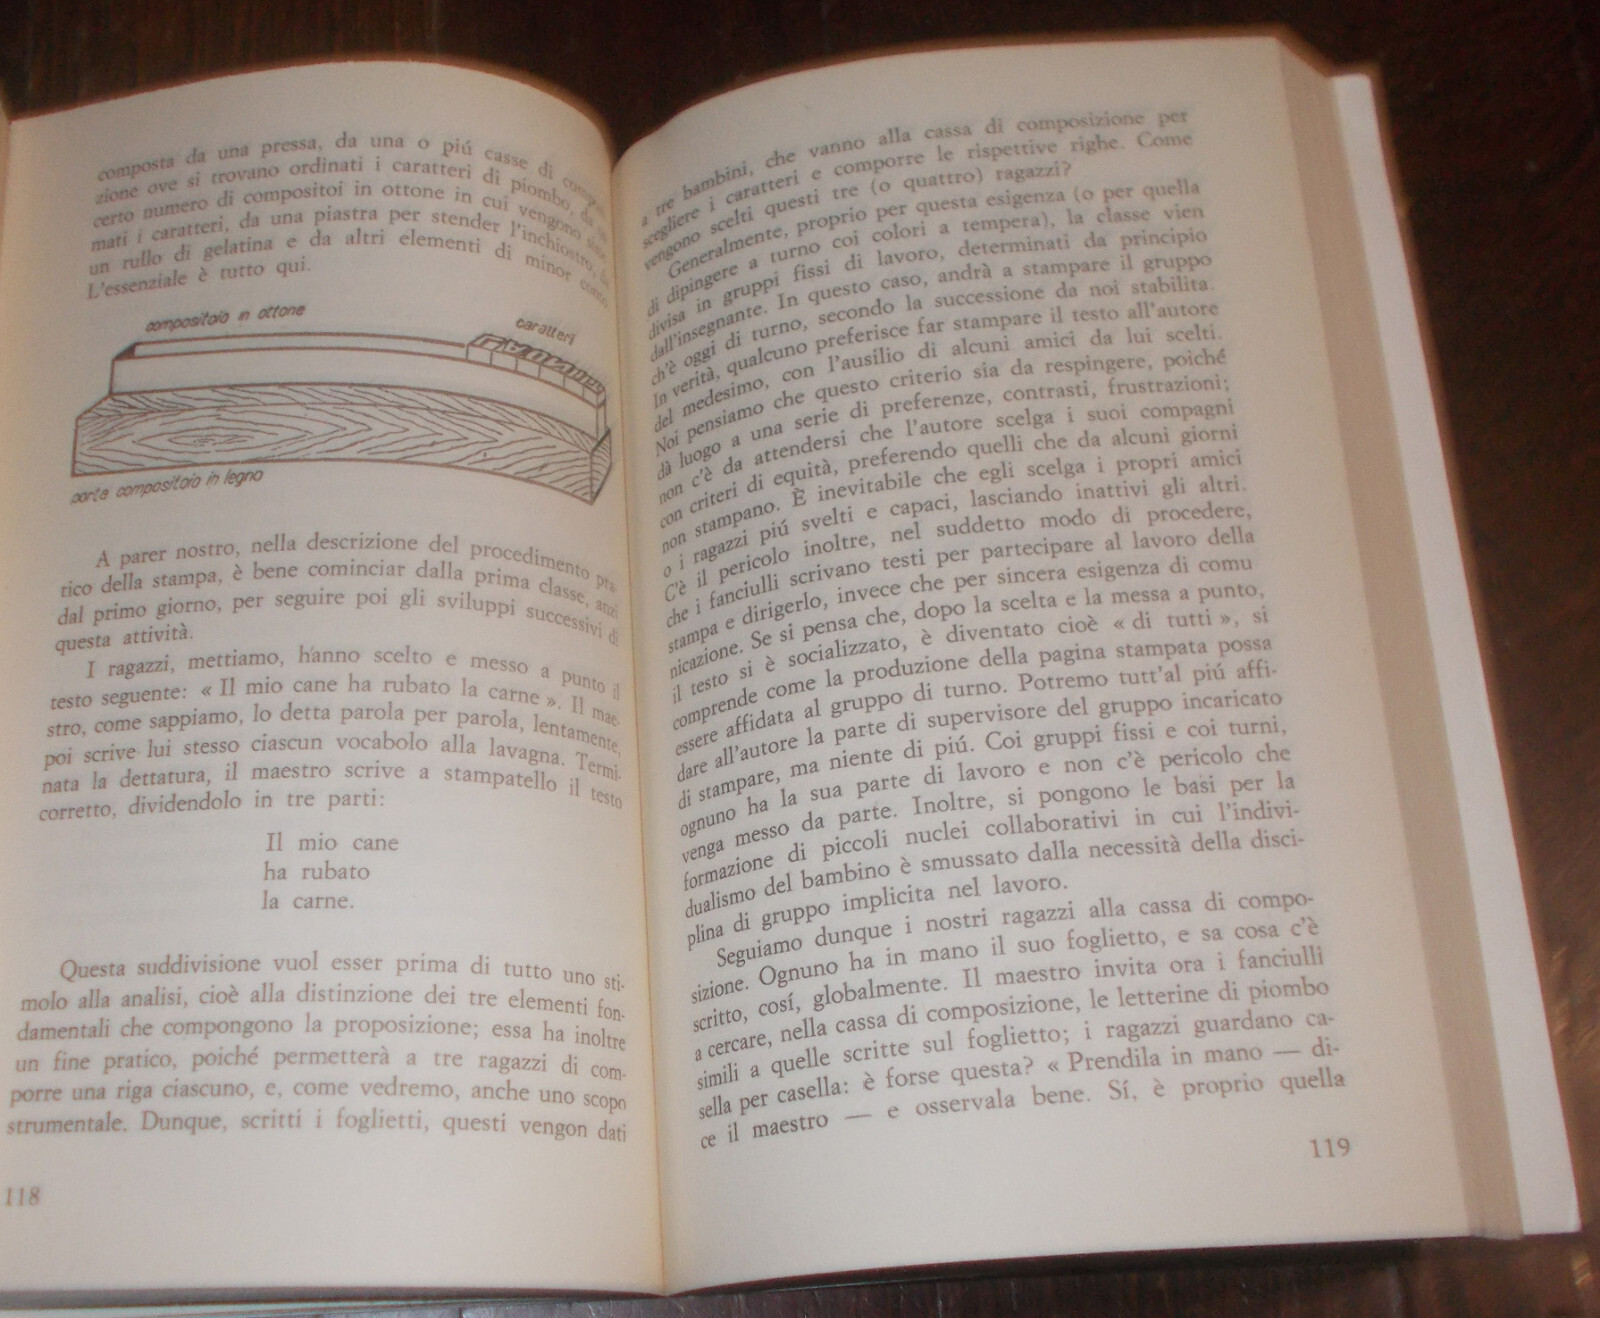 composta da una pressa, da una o piú casse di compo-
zione ove si trovano ordinati i caratteri di piombo, da un
certo numero di compositoi in ottone in cui vengono
mati i caratteri, da una piastra per stender l'inchiostro, da
un rullo di gelatina e da altri elementi di minor conto.
L'essenziale è tutto qui.
compositoio in ottone
caratteri
porta compositoio in legno
A parer nostro, nella descrizione del procedimento pra-
tico della stampa, è bene cominciar dalla prima classe, anzi
dal primo giorno, per seguire poi gli sviluppi successivi di
questa attività.
I ragazzi, mettiamo, hanno scelto e messo a punto il
testo seguente: « Il mio cane ha rubato la carne ». Il mae-
stro, come sappiamo, lo detta parola per parola, lentamente,
poi scrive lui stesso ciascun vocabolo alla lavagna. Termi-
nata la dettatura, il maestro scrive a stampatello il testo
corretto, dividendolo in tre parti:
Il mio cane
ha rubato
la carne.
Questa suddivisione vuol esser prima di tutto uno sti-
molo alla analisi, cioè alla distinzione dei tre elementi fon-
damentali che compongono la proposizione; essa ha inoltre
un fine pratico, poiché permetterà a tre ragazzi di com-
porre una riga ciascuno, e, come vedremo, anche uno scopo
strumentale. Dunque, scritti i foglietti, questi vengon dati
118
a tre bambini, che vanno alla cassa di composizione per
scegliere i caratteri e comporre le rispettive righe. Come
vengono scelti questi tre (o quattro) ragazzi?
Generalmente, proprio per questa esigenza (o per quella
di dipingere a turno coi colori a tempera), la classe vien
divisa in gruppi fissi di lavoro, determinati da principio
dall'insegnante. In questo caso, andrà a stampare il gruppo
ch'è oggi di turno, secondo la successione da noi stabilita.
In verità, qualcuno preferisce far stampare il testo all'autore
del medesimo, con l'ausilio di alcuni amici da lui scelti.
Noi pensiamo che questo criterio sia da respingere, poiché
dà luogo a una serie di preferenze, contrasti, frustrazioni;
non c'è da attendersi che l'autore scelga i suoi compagni
con criteri di equità, preferendo quelli che da alcuni giorni
non stampano. È inevitabile che egli scelga i propri amici
o i ragazzi piú svelti e capaci, lasciando inattivi gli altri.
C'è il pericolo inoltre, nel suddetto modo di procedere,
che i fanciulli scrivano testi per partecipare al lavoro della
stampa e dirigerlo, invece che per sincera esigenza di comu
nicazione. Se si pensa che, dopo la scelta e la messa a punto,
il testo si è socializzato, è diventato cioè « di tutti », si
comprende come la produzione della pagina stampata possa
essere affidata al gruppo di turno. Potremo tutt'al piú affi-
dare all'autore la parte di supervisore del gruppo incaricato
di stampare, ma niente di piú. Coi gruppi fissi e coi turni,
ognuno ha la sua parte di lavoro e non c'è pericolo che
venga messo da parte. Inoltre, si pongono le basi per la
formazione di piccoli nuclei collaborativi in cui l'indivi-
dualismo del bambino è smussato dalla necessità della disci-
plina di gruppo implicita nel lavoro.
Seguiamo dunque i nostri ragazzi alla cassa di compo-
sizione. Ognuno ha in mano il suo foglietto, e sa cosa c'è
scritto, cosí, globalmente. Il maestro invita ora i fanciulli
a cercare, nella cassa di composizione, le letterine di piombo
simili a quelle scritte sul foglietto; i ragazzi guardano ca-
sella per casella: è forse questa? « Prendila in mano — di-
ce il maestro — e osservala bene. Sí, è proprio quella
119